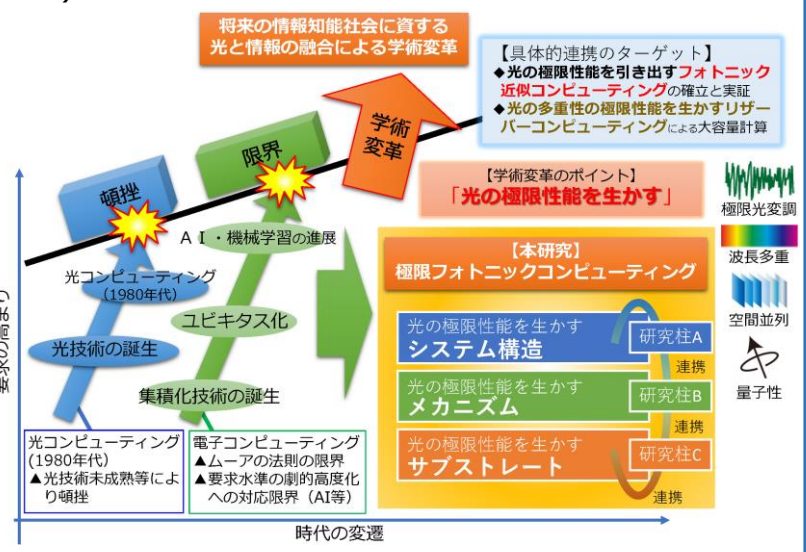 将来の情報知能社会に資する
光と情報の融合による学術変革
【具体的連携のターゲット】
◆光の極限性能を引き出すフォトニック
近似コンピューティングの確立と実証
◆光の多重性の極限性能を生かすリザー
バーコンピューティングによる大容量計算
学術
変革
限界
頓挫
【学術変革のポイント】
「光の極限性能を生かす」
極限光変調
波長多重
空間並列
量子性
AI・機械学習の進展
光コンピューティング
(1980年代)
ユビキタス化
光技術の誕生
集積化技術の誕生
【本研究】
極限フォトニックコンピューティング
光の極限性能を生かす
システム構造
研究柱A
連携
光の極限性能を生かす
メカニズム
研究柱B
連携
光の極限性能を生かす
サブストレート
研究柱C
連携
光コンピューティング
(1980年代)
▲光技術未成熟等によ
り頓挫
電子コンピューティング
▲ムーアの法則の限界
▲要求水準の劇的高度化
への対応限界（AI等）
要求の高まり
時代の変遷